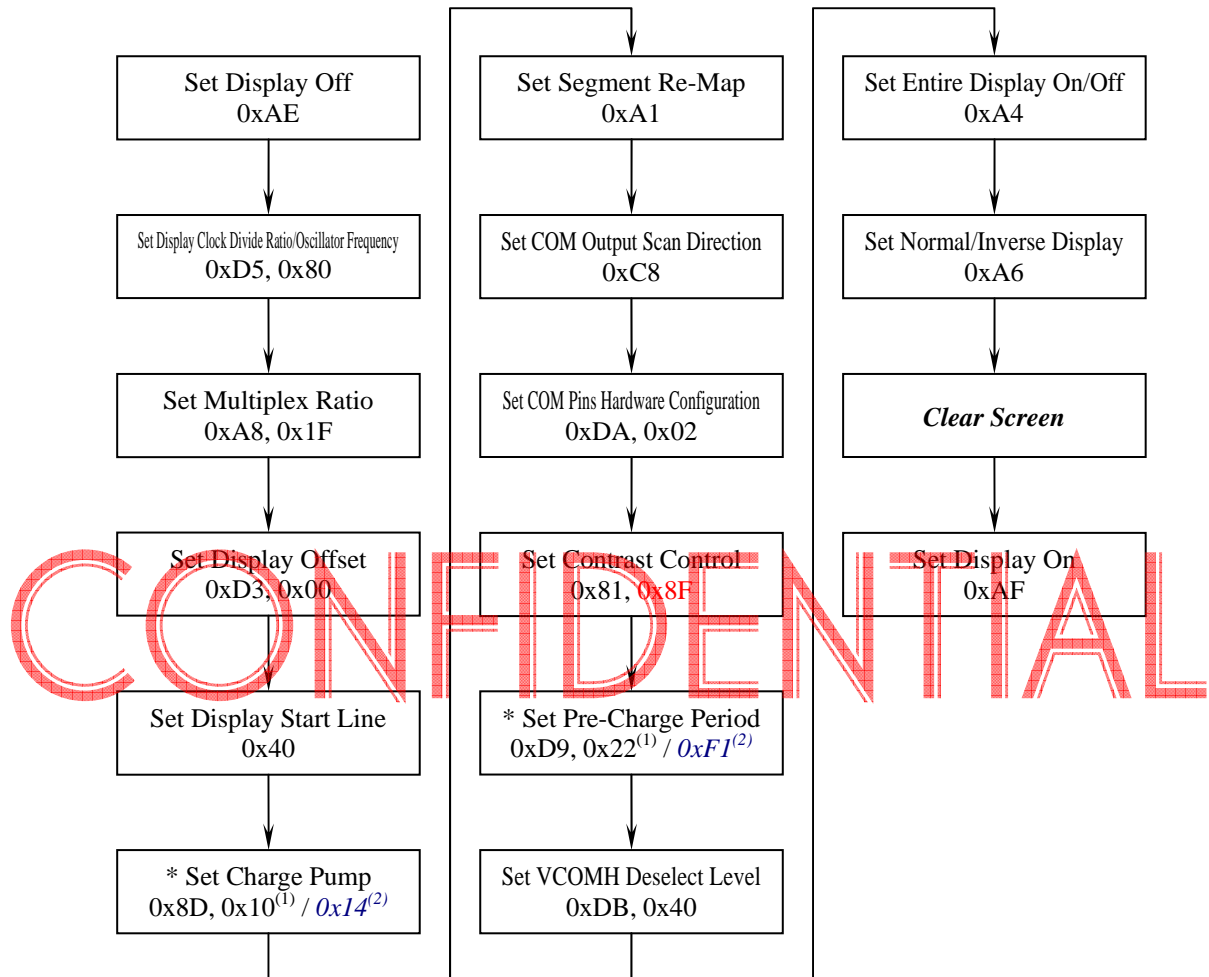 Set Display Off
0xAE
Set Display Clock Divide Ratio/Oscillator Frequency
0xD5, 0x80
Set Multiplex Ratio
0xA8, 0x1F
Set Display Offset
0xD3, 0x00
Set Display Start Line
0x40
* Set Charge Pump
0x8D, 0x10(1) / 0x14(2)
Set Segment Re-Map
0xA1
Set COM Output Scan Direction
0xC8
Set COM Pins Hardware Configuration
0xDA, 0x02
Set Contrast Control
0x81, 0x8F
* Set Pre-Charge Period
0xD9, 0x22(1) / 0xF1(2)
Set VCOMH Deselect Level
0xDB, 0x40
Set Entire Display On/Off
0xA4
Set Normal/Inverse Display
0xA6
Clear Screen
Set Display On
0xAF
CONFIDENTIAL